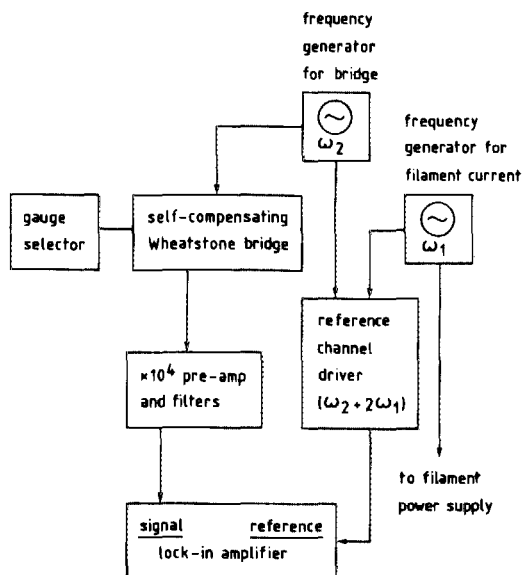 frequency
generator
for bridge
~
ω2
frequency
generator for
filament current
~
ω1
gauge
selector
self-compensating
Wheatstone bridge
reference
channel
driver
(ω2 + 2ω1)
×10⁴ pre-amp
and filters
to filament
power supply
signal reference
lock-in amplifier